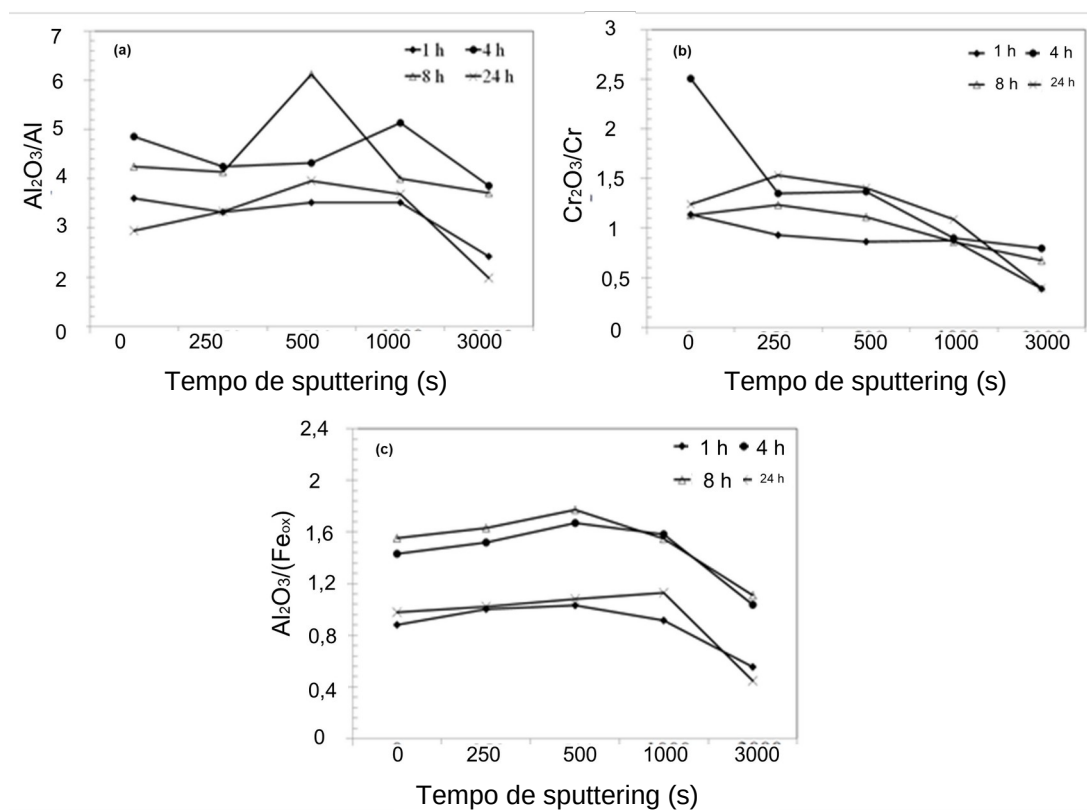 (a)
1 h 4 h
8 h 24 h
7
6
5
4
3
2
0
Al₂O₃/Al
0 250 500 1000 3000
Tempo de sputtering (s)
(b)
1 h 4 h
8 h 24 h
3
2,5
2
1,5
1
0,5
0
Cr₂O₃/Cr
0 250 500 1000 3000
Tempo de sputtering (s)
(c)
1 h 4 h
8 h 24 h
2,4
2
1,6
1,2
0,8
0,4
0
Al₂O₃/(Feₒₓ)
0 250 500 1000 3000
Tempo de sputtering (s)